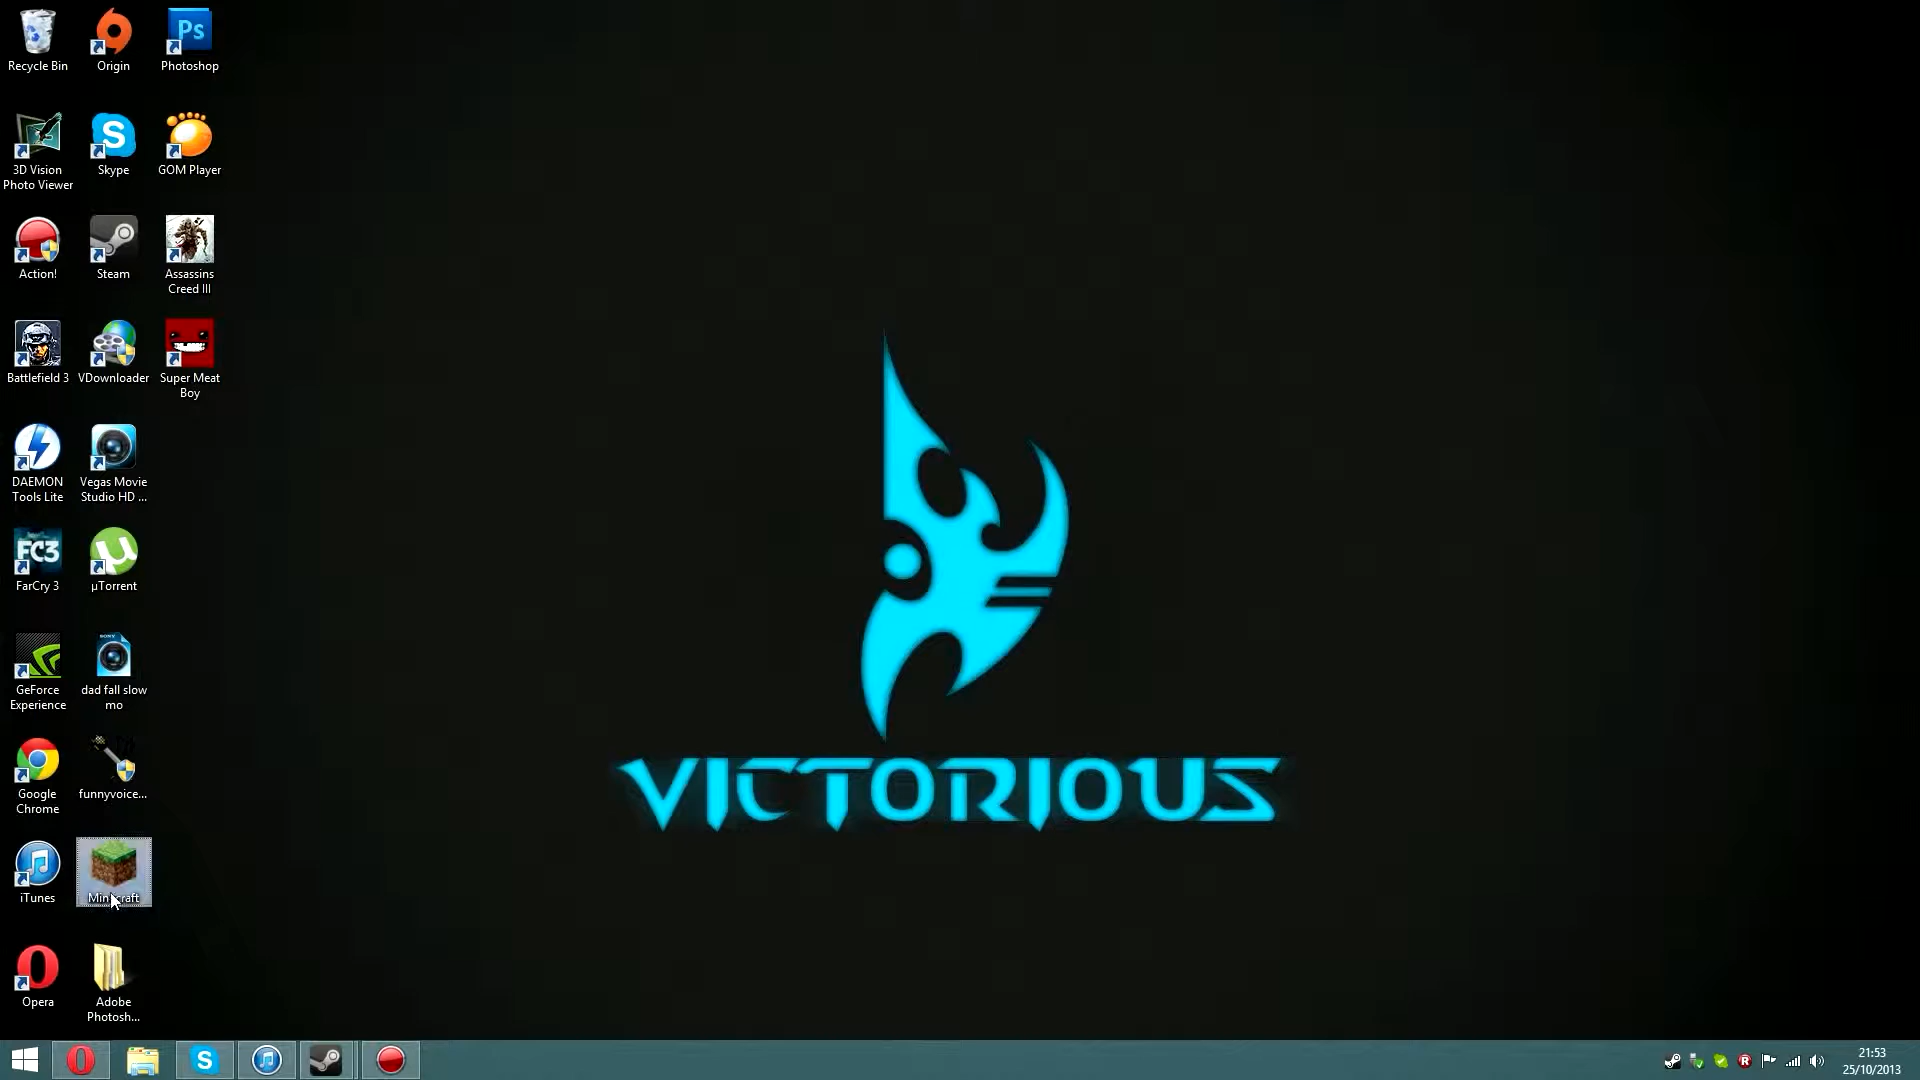 Recycle Bin
Origin
Photoshop
Ps
3D Vision
Photo Viewer
Skype
GOM Player
Action!
Steam
Assassins
Creed III
Battlefield 3
VDownloader
Super Meat
Boy
DAEMON
Tools Lite
Vegas Movie
Studio HD ...
FC3
FarCry 3
µTorrent
GeForce
Experience
SONY
dad fall slow
mo
Google
Chrome
funnyvoice...
iTunes
Minecraft
Opera
Adobe
Photosh...
VICTORIOUS
21:53
25/10/2013